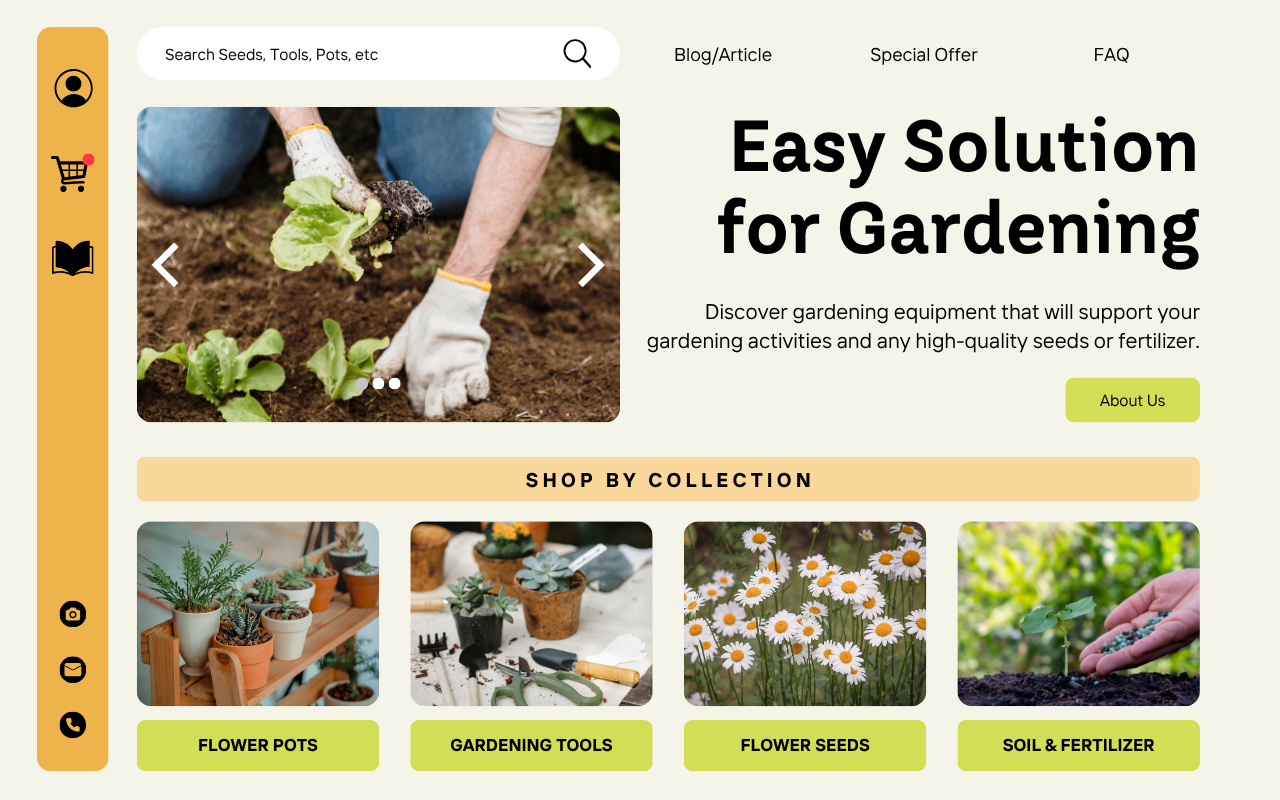 Search Seeds, Tools, Pots, etc
Blog/Article
Special Offer
FAQ
Easy Solution
for Gardening
Discover gardening equipment that will support your
gardening activities and any high-quality seeds or fertilizer.
About Us
SHOP BY COLLECTION
FLOWER POTS
GARDENING TOOLS
FLOWER SEEDS
SOIL & FERTILIZER